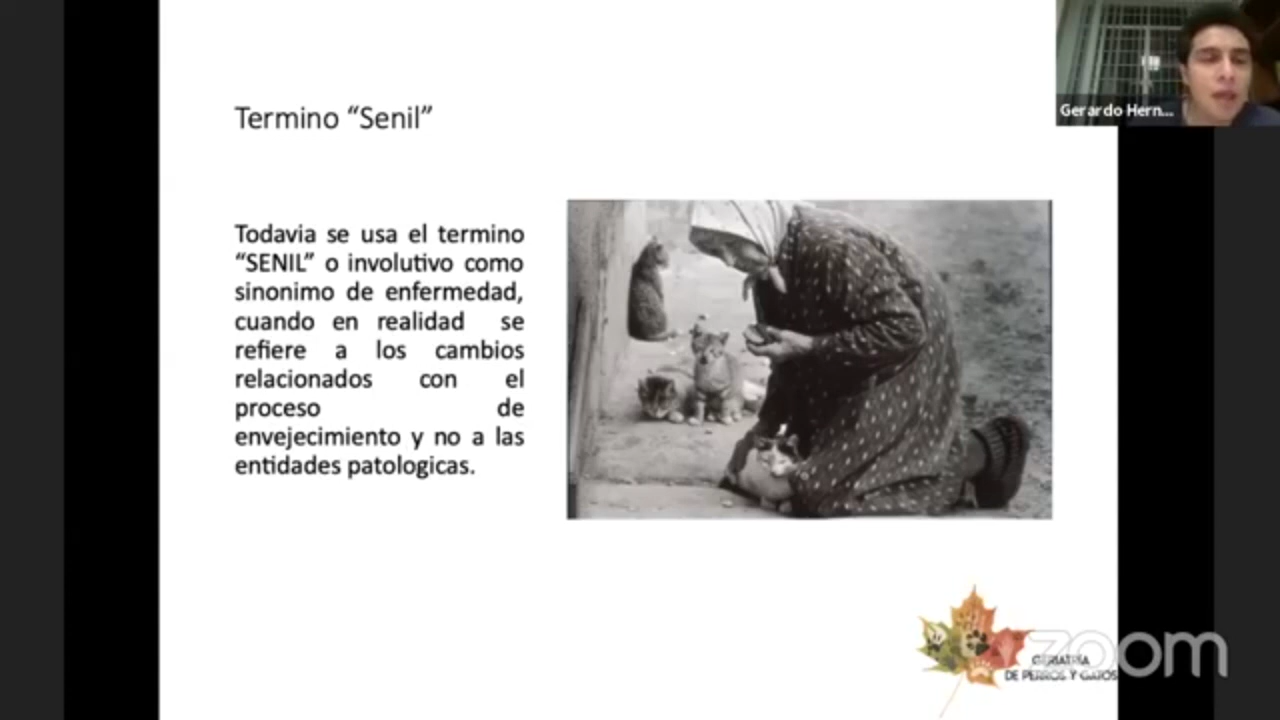 Gerardo Hern...
Termino “Senil”
Todavia se usa el termino
“SENIL” o involutivo como
sinonimo de enfermedad,
cuando en realidad se
refiere a los cambios
relacionados con el
proceso de
envejecimiento y no a las
entidades patologicas.
zoom
GERIATRÍA
DE PERROS Y GATOS